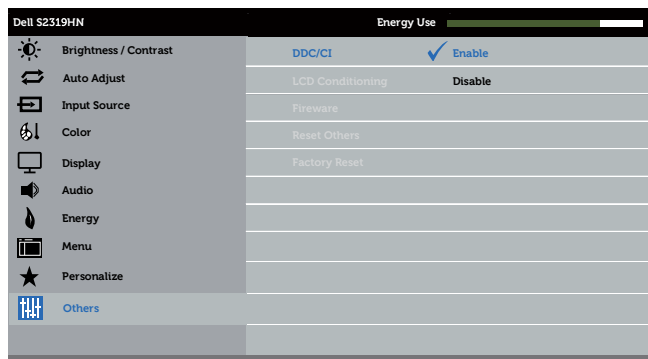 Dell S2319HN Energy Use
Brightness / Contrast DDC/CI Enable
Auto Adjust LCD Conditioning Disable
Input Source Fireware
Color Reset Others
Display Factory Reset
Audio
Energy
Menu
Personalize
Others